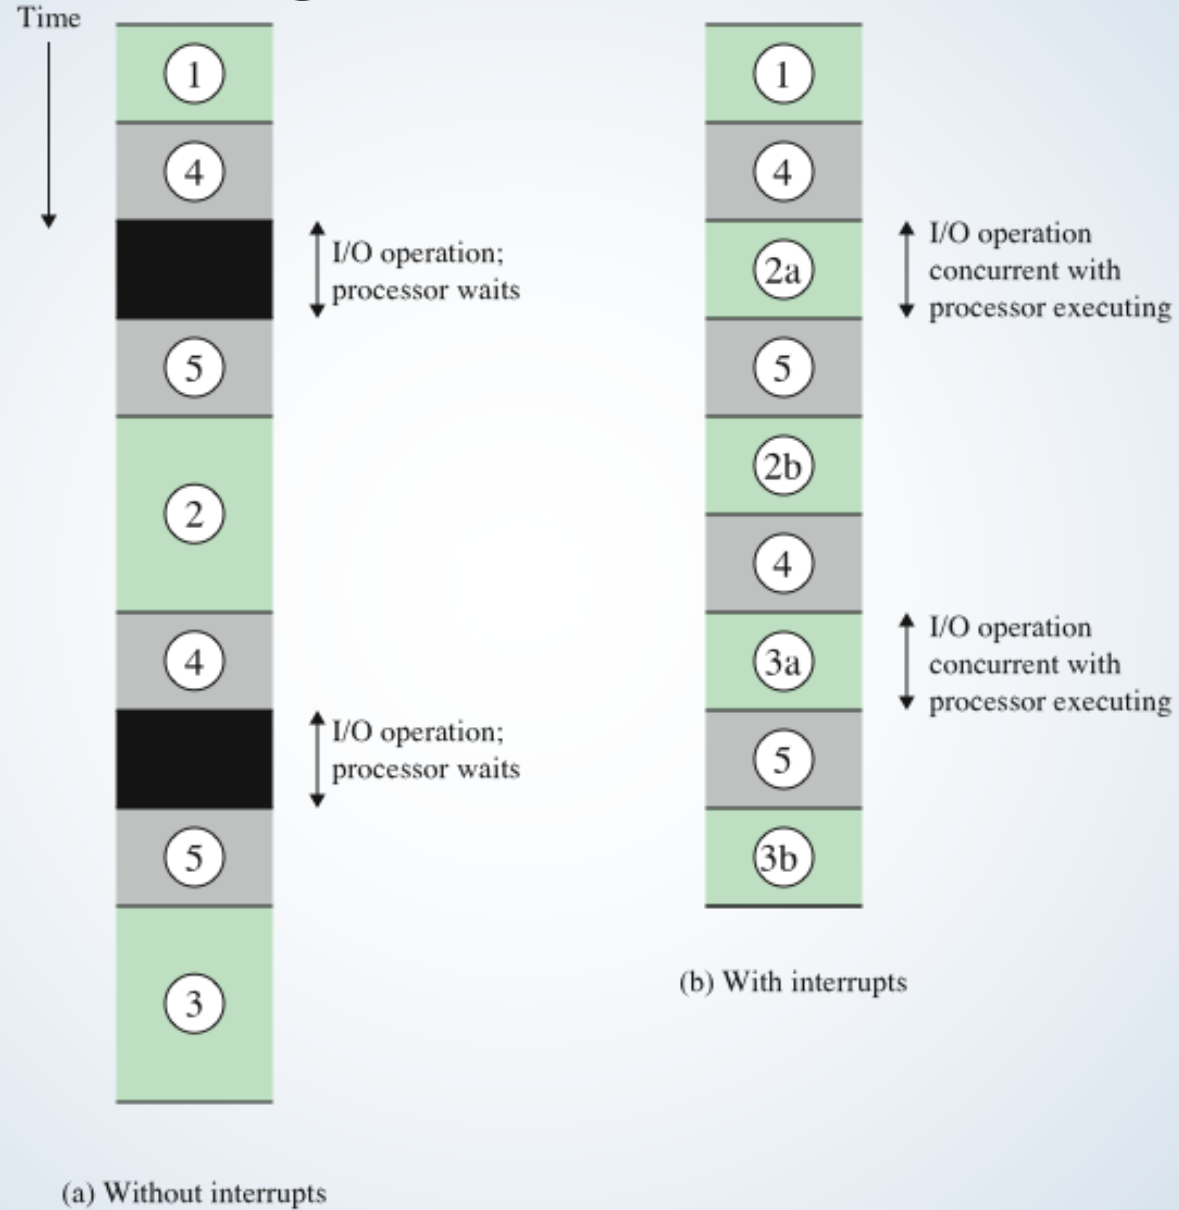 Time
1
4
I/O operation;
processor waits
5
2
4
I/O operation;
processor waits
5
3
(a) Without interrupts
1
4
2a
I/O operation
concurrent with
processor executing
5
2b
4
3a
I/O operation
concurrent with
processor executing
5
3b
(b) With interrupts